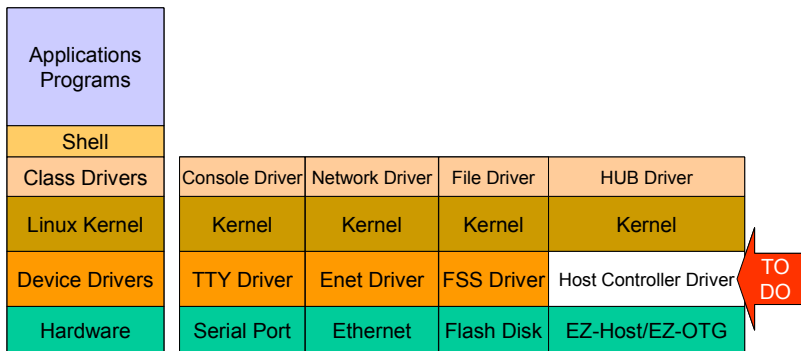 Applications
Programs
Shell
Class Drivers
Console Driver
Network Driver
File Driver
HUB Driver
Linux Kernel
Kernel
Kernel
Kernel
Kernel
Device Drivers
TTY Driver
Enet Driver
FSS Driver
Host Controller Driver
TO
DO
Hardware
Serial Port
Ethernet
Flash Disk
EZ-Host/EZ-OTG